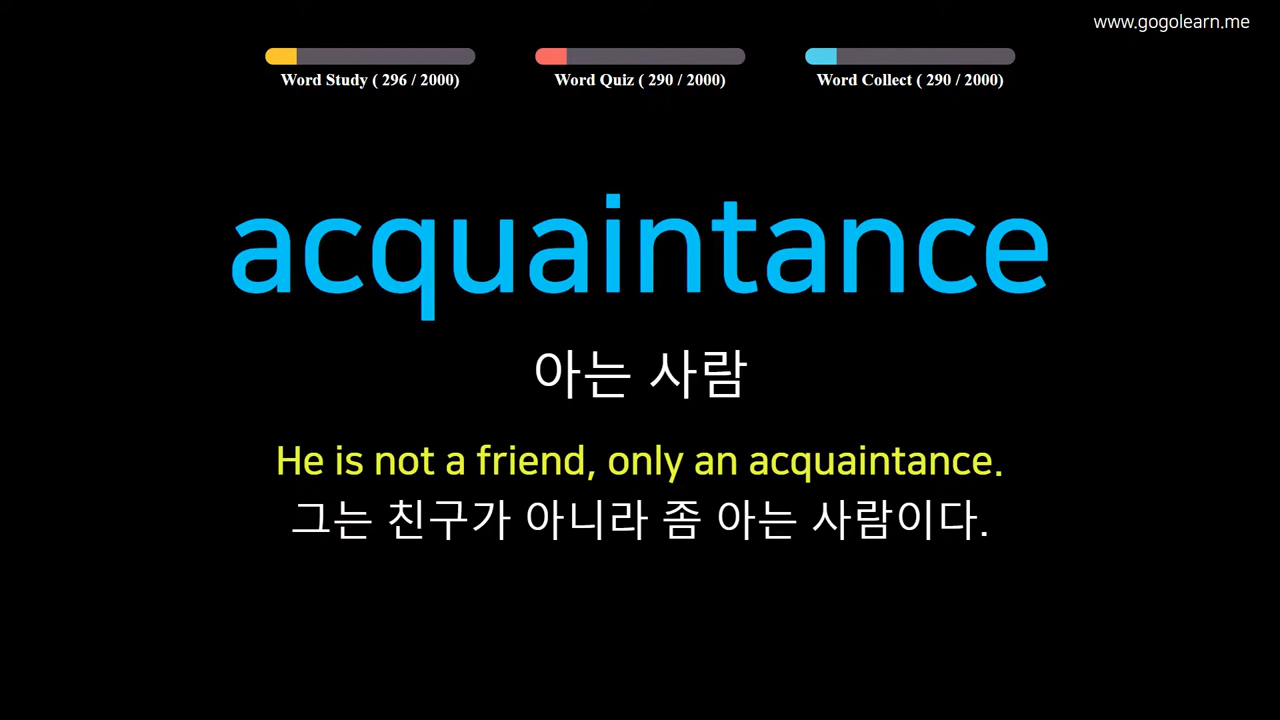 www.gogolearn.me
Word Study ( 296 / 2000)
Word Quiz ( 290 / 2000)
Word Collect ( 290 / 2000)
acquaintance
아는 사람
He is not a friend, only an acquaintance.
그는 친구가 아니라 좀 아는 사람이다.